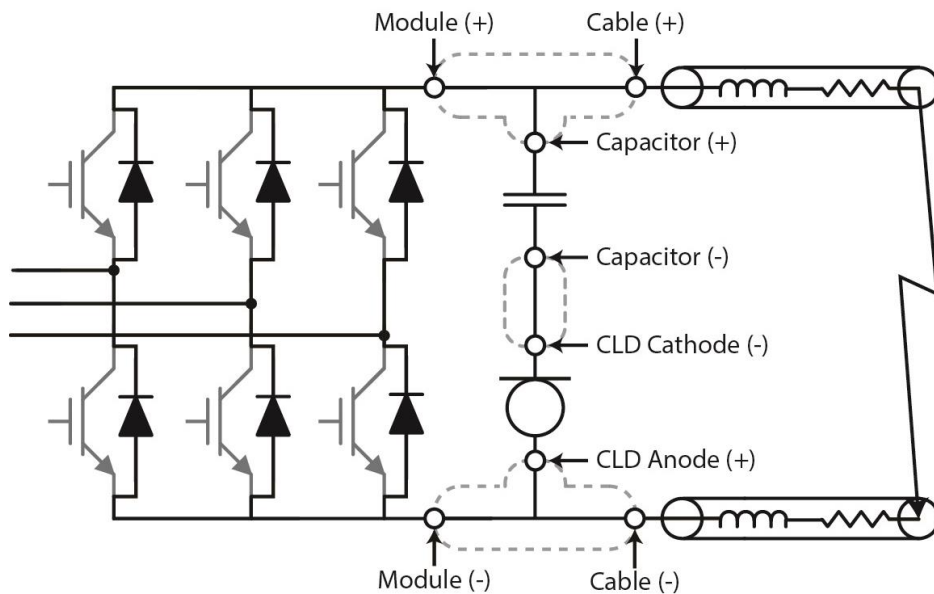 Module (+)
Cable (+)
Capacitor (+)
Capacitor (-)
CLD Cathode (-)
CLD Anode (+)
Module (-)
Cable (-)